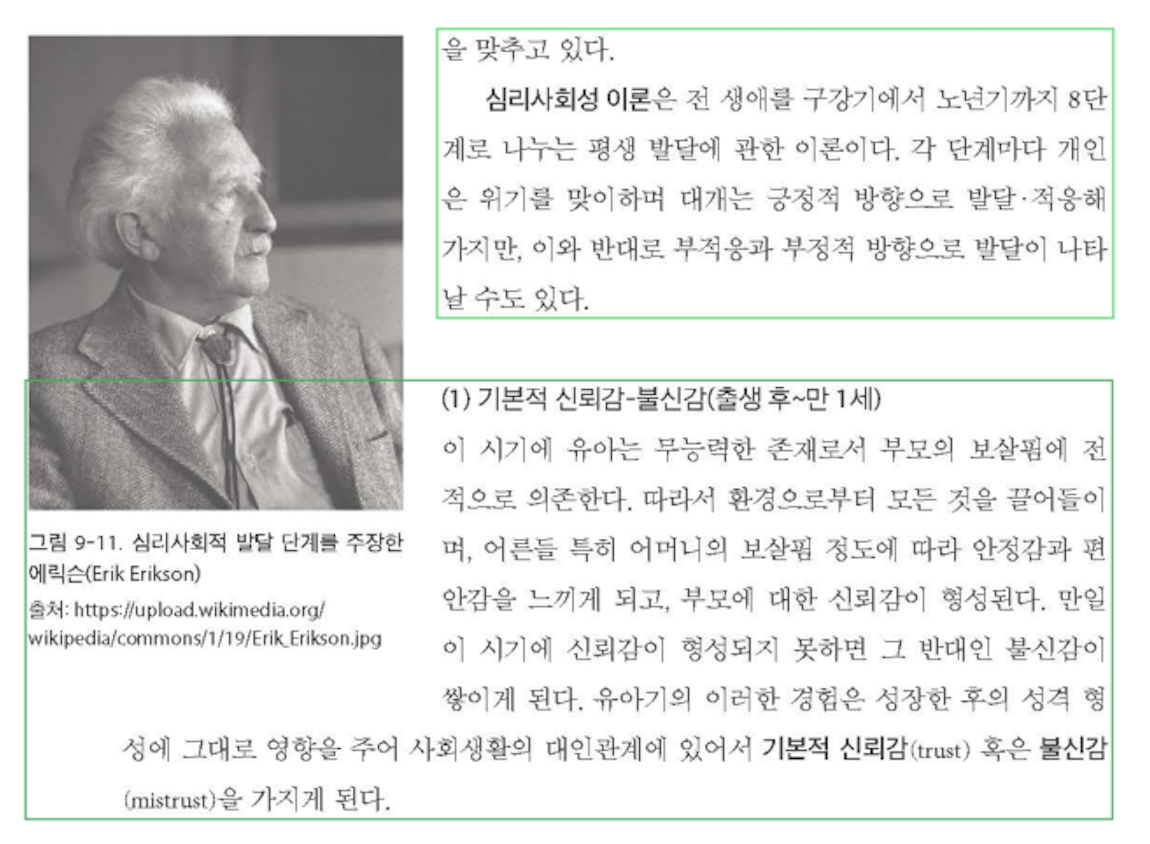 을 맞추고 있다.
심리사회성 이론은 전 생애를 구강기에서 노년기까지 8단
계로 나누는 평생 발달에 관한 이론이다. 각 단계마다 개인
은 위기를 맞이하며 대개는 긍정적 방향으로 발달·적응해
가지만, 이와 반대로 부적응과 부정적 방향으로 발달이 나타
날 수도 있다.
그림 9-11. 심리사회적 발달 단계를 주장한
에릭슨(Erik Erikson)
출처: https://upload.wikimedia.org/
wikipedia/commons/1/19/Erik_Erikson.jpg
(1) 기본적 신뢰감-불신감(출생 후~만 1세)
이 시기에 유아는 무능력한 존재로서 부모의 보살핌에 전
적으로 의존한다. 따라서 환경으로부터 모든 것을 끌어들이
며, 어른들 특히 어머니의 보살핌 정도에 따라 안정감과 편
안감을 느끼게 되고, 부모에 대한 신뢰감이 형성된다. 만일
이 시기에 신뢰감이 형성되지 못하면 그 반대인 불신감이
쌓이게 된다. 유아기의 이러한 경험은 성장한 후의 성격 형
성에 그대로 영향을 주어 사회생활의 대인관계에 있어서 기본적 신뢰감(trust) 혹은 불신감
(mistrust)을 가지게 된다.